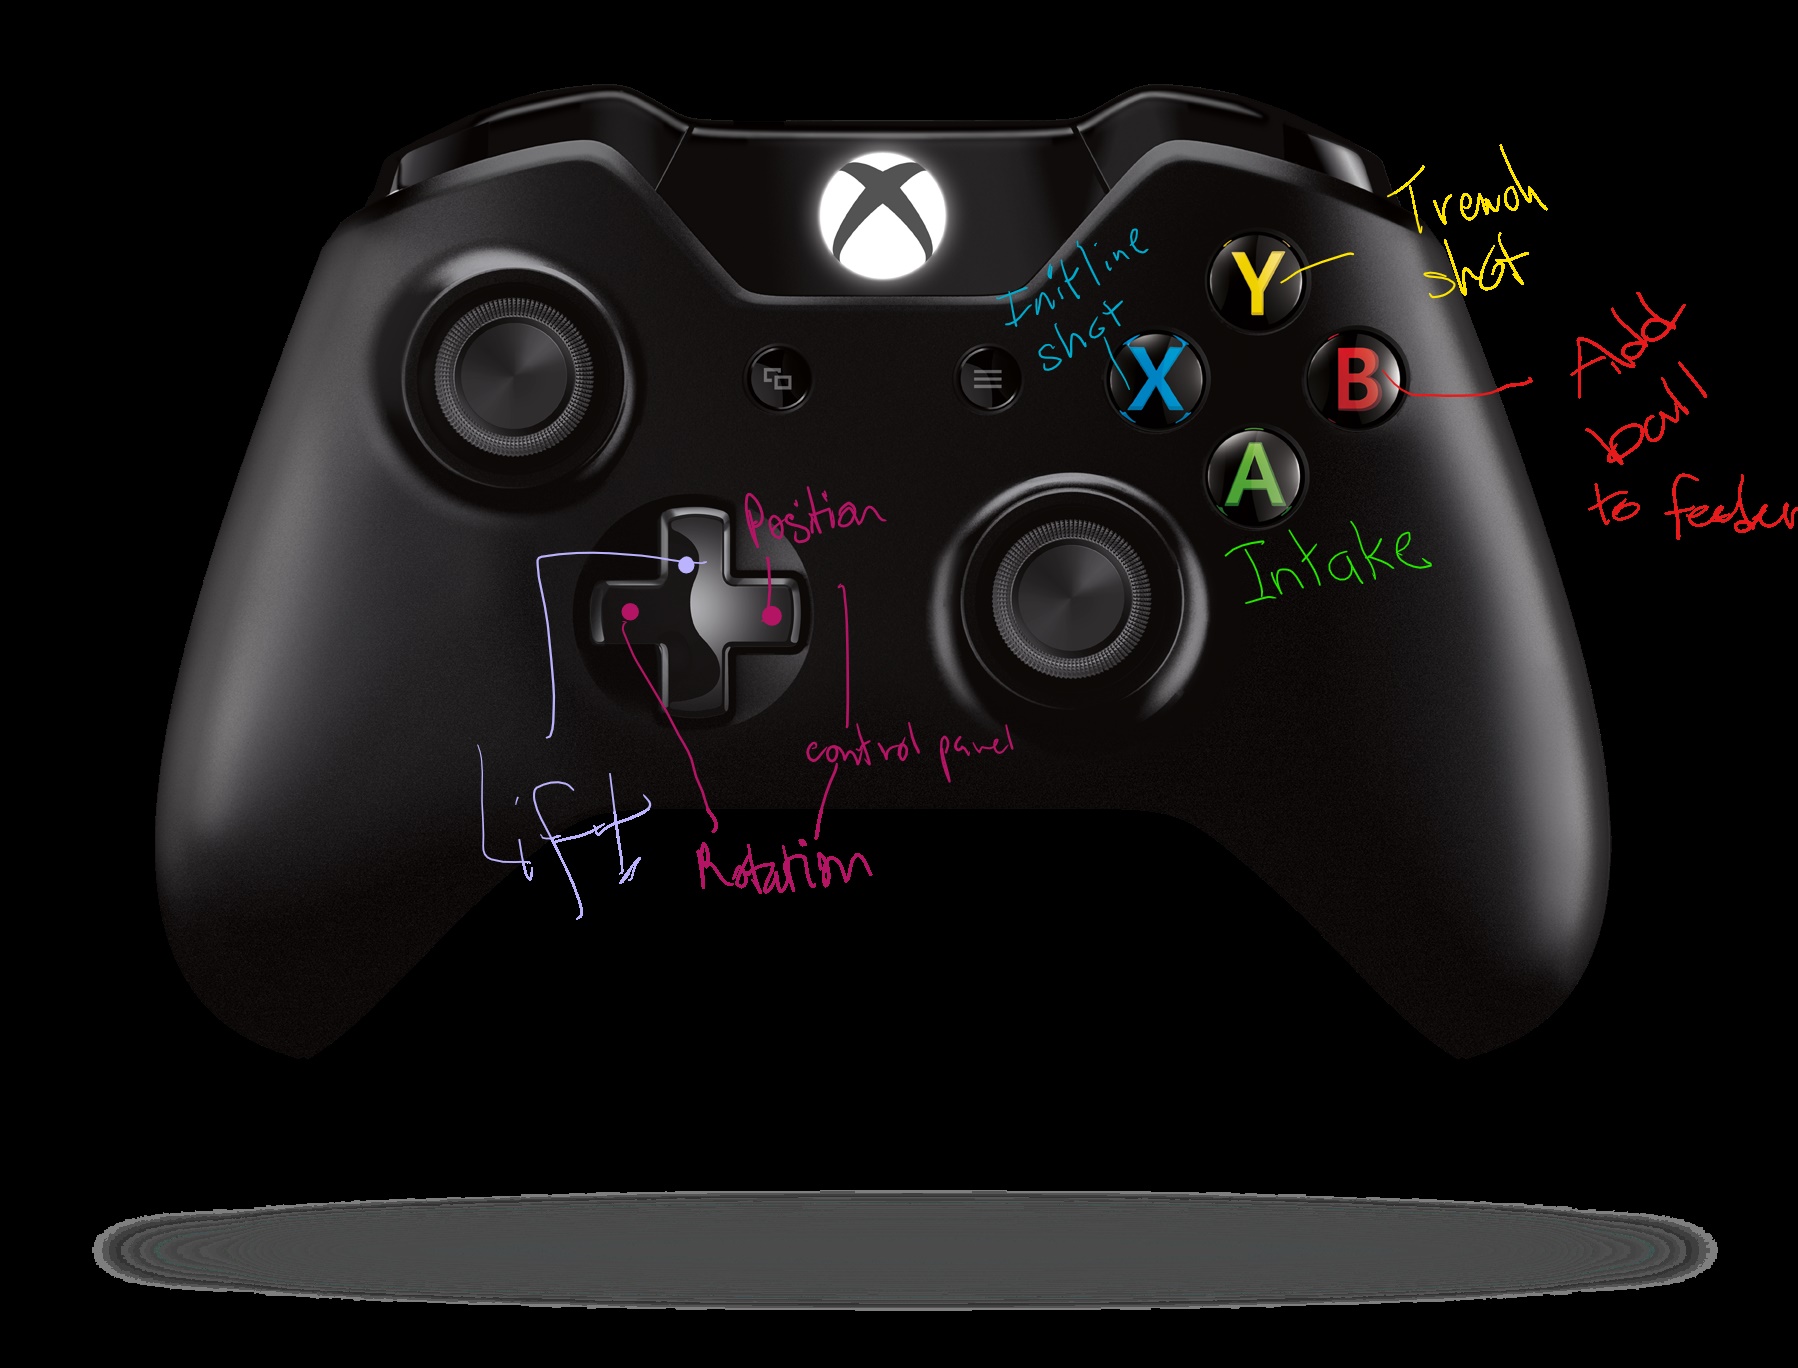 Trench
shot
Initline
shot
Y
X
B
A
Add
ball
to feeder
Intake
Position
control panel
Lift
Rotation